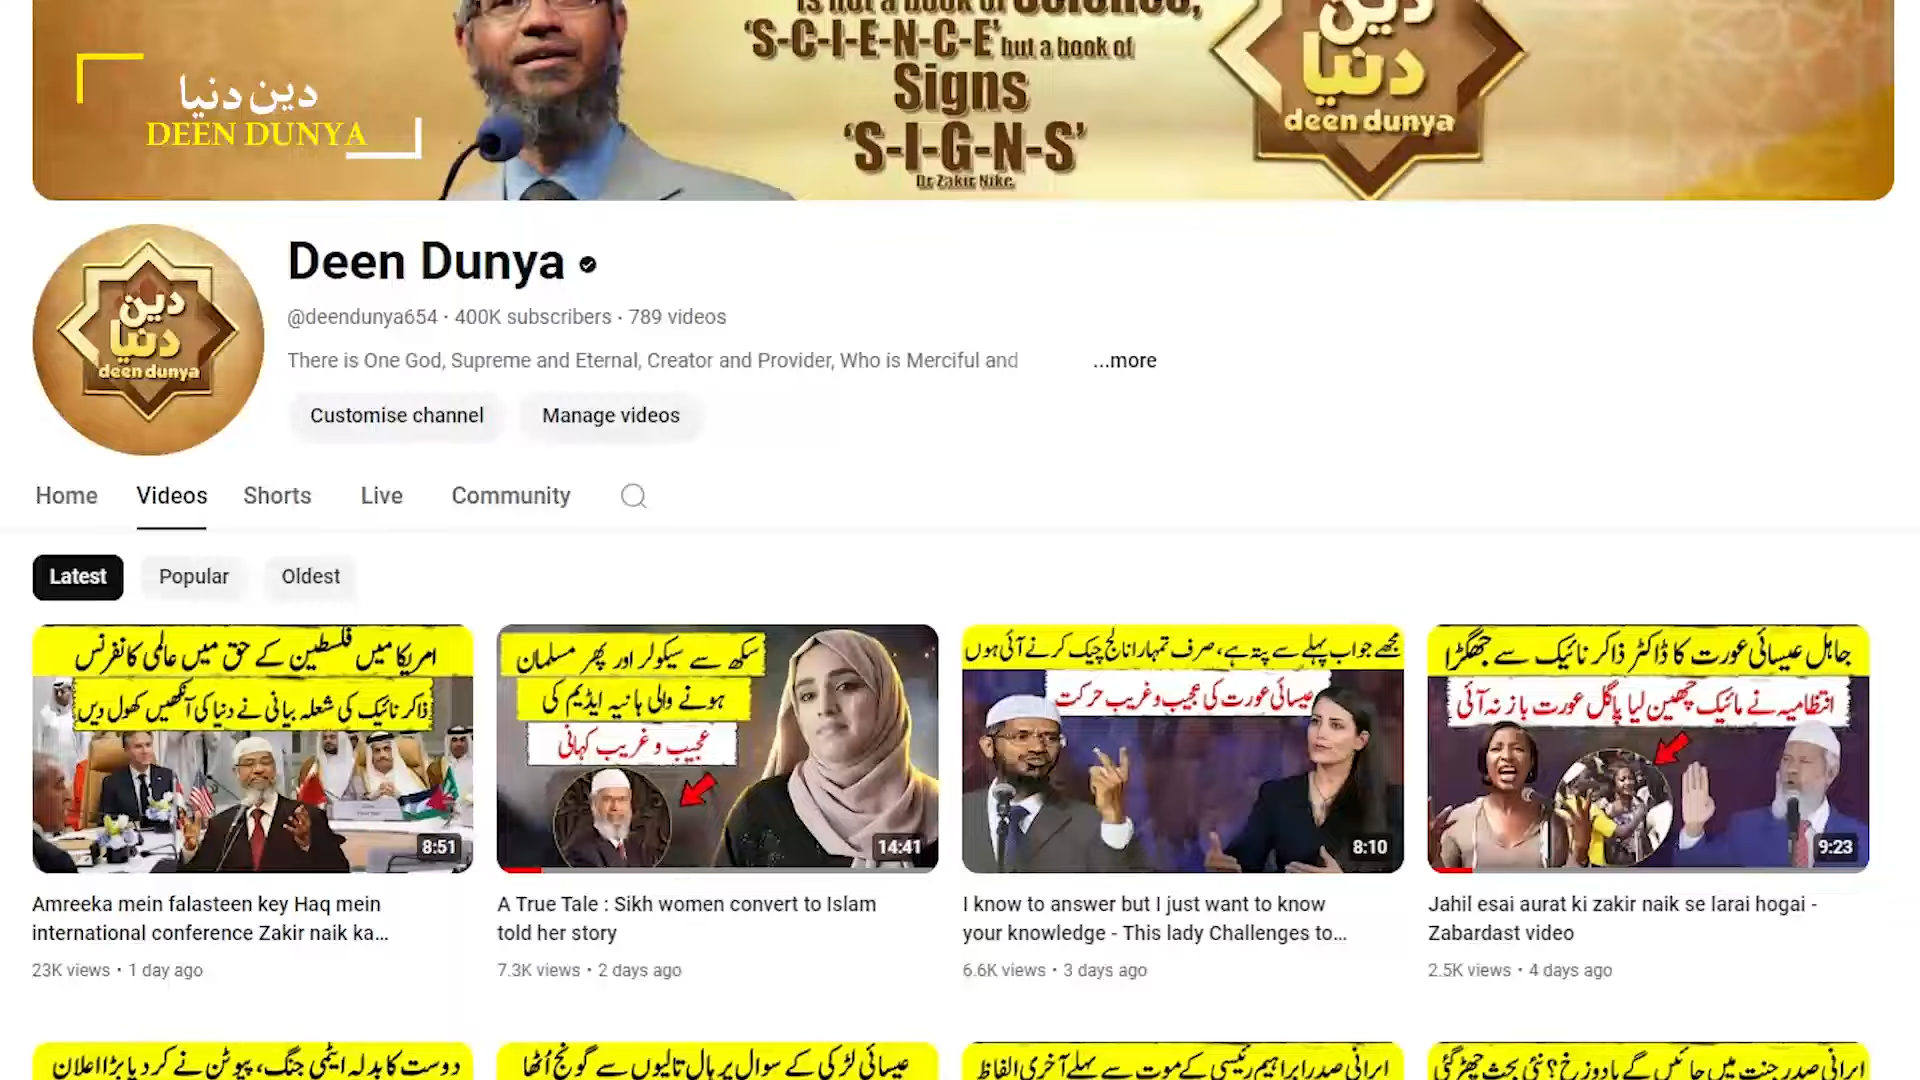 is not a book of Science,
'S-C-I-E-N-C-E' but a book of
Signs
'S-I-G-N-S'
Dr Zakir Nike.
دین دنیا
deen dunya
دین دنیا
DEEN DUNYA
دین
دنیا
deen dunya
Deen Dunya
@deendunya654 · 400K subscribers · 789 videos
There is One God, Supreme and Eternal, Creator and Provider, Who is Merciful and ...more
Customise channel Manage videos
Home Videos Shorts Live Community
Latest Popular Oldest
امریکا میں فلسطین کے حق میں عالمی کانفرنس
ذاکر نائیک کی شعلہ بیانی نے دنیا کی آنکھیں کھول دیں
8:51
سکھ سے سیکولر اور پھر مسلمان
ہونے والی ہانیہ ایڈیم کی
عجیب و غریب کہانی
14:41
مجھے جواب پہلے سے پتہ ہے، صرف تمہارا نالج چیک کرنے آئی ہوں
عیسائی عورت کی عجیب و غریب حرکت
8:10
جاہل عیسائی عورت کا ڈاکٹر ذاکر نائیک سے جھگڑا
انتظامیہ نے مائیک چھین لیا پاگل عورت باز نہ آئی
9:23
Amreeka mein falasteen key Haq mein
international conference Zakir naik ka...
23K views · 1 day ago
A True Tale : Sikh women convert to Islam
told her story
7.3K views · 2 days ago
I know to answer but I just want to know
your knowledge - This lady Challenges to...
6.6K views · 3 days ago
Jahil esai aurat ki zakir naik se larai hogai -
Zabardast video
2.5K views · 4 days ago
دوست کا بدلہ ایٹمی جنگ، پیوٹن نے کر دیا بڑا اعلان
عیسائی لڑکی کے سوال پر ہال تالیوں سے گونج اُٹھا
ایرانی صدر ابراہیم رئیسی کے موت سے پہلے آخری الفاظ
ایرانی صدر جنت میں جائیں گے یا دوزخ؟ نئی بحث چھڑ گئی